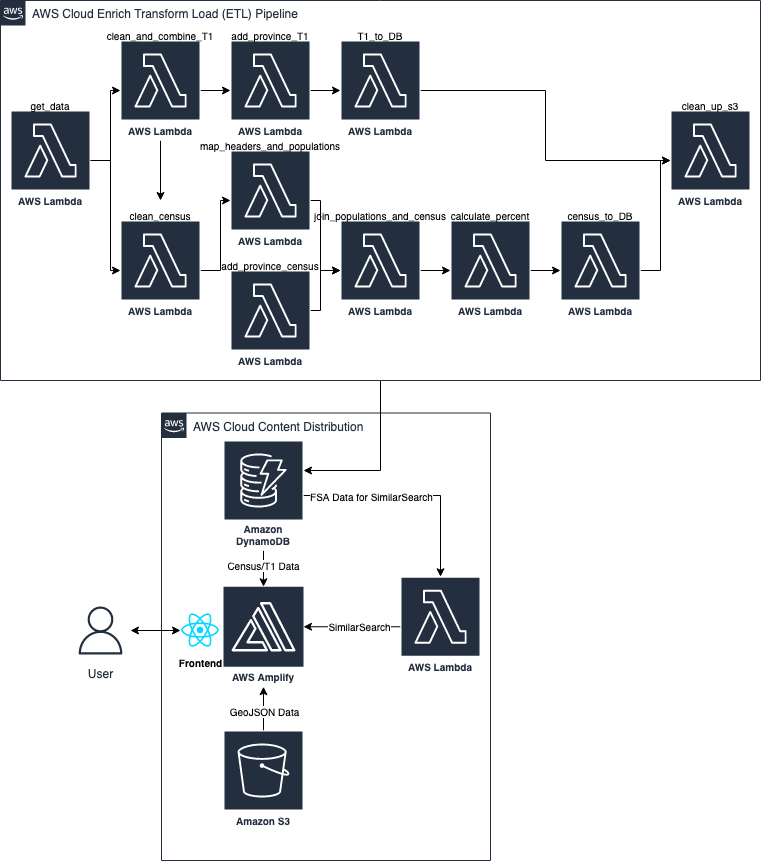 aws
AWS Cloud Enrich Transform Load (ETL) Pipeline
clean_and_combine_T1
add_province_T1
T1_to_DB
AWS Lambda
AWS Lambda
AWS Lambda
get_data
clean_up_s3
AWS Lambda
AWS Lambda
map_headers_and_populations
AWS Lambda
clean_census
join_populations_and_census
calculate_percent
census_to_DB
AWS Lambda
AWS Lambda
AWS Lambda
AWS Lambda
add_province_census
AWS Lambda
aws
AWS Cloud Content Distribution
Amazon
DynamoDB
FSA Data for SimilarSearch
Census/T1 Data
SimilarSearch
AWS Lambda
User
Frontend
AWS Amplify
GeoJSON Data
Amazon S3